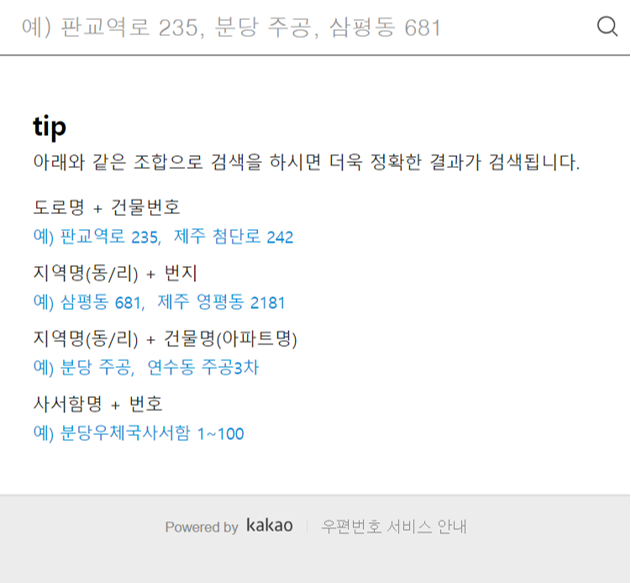 예) 판교역로 235, 분당 주공, 삼평동 681
tip
아래와 같은 조합으로 검색을 하시면 더욱 정확한 결과가 검색됩니다.
도로명 + 건물번호
예) 판교역로 235, 제주 첨단로 242
지역명(동/리) + 번지
예) 삼평동 681, 제주 영평동 2181
지역명(동/리) + 건물명(아파트명)
예) 분당 주공, 연수동 주공3차
사서함명 + 번호
예) 분당우체국사서함 1~100
Powered by kakao 우편번호 서비스 안내